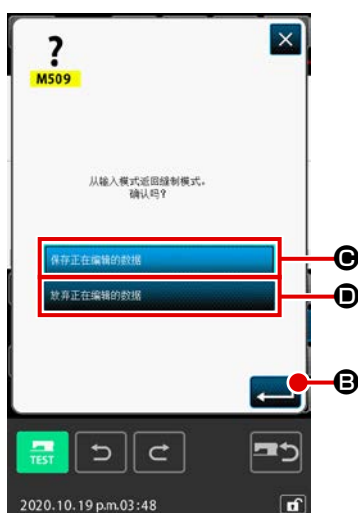 ?
M509
从输入模式返回缝制模式。
确认吗?
保存正在编辑的数据
C
放弃正在编辑的数据
D
B
TEST
2020.10.19 p.m.03:48